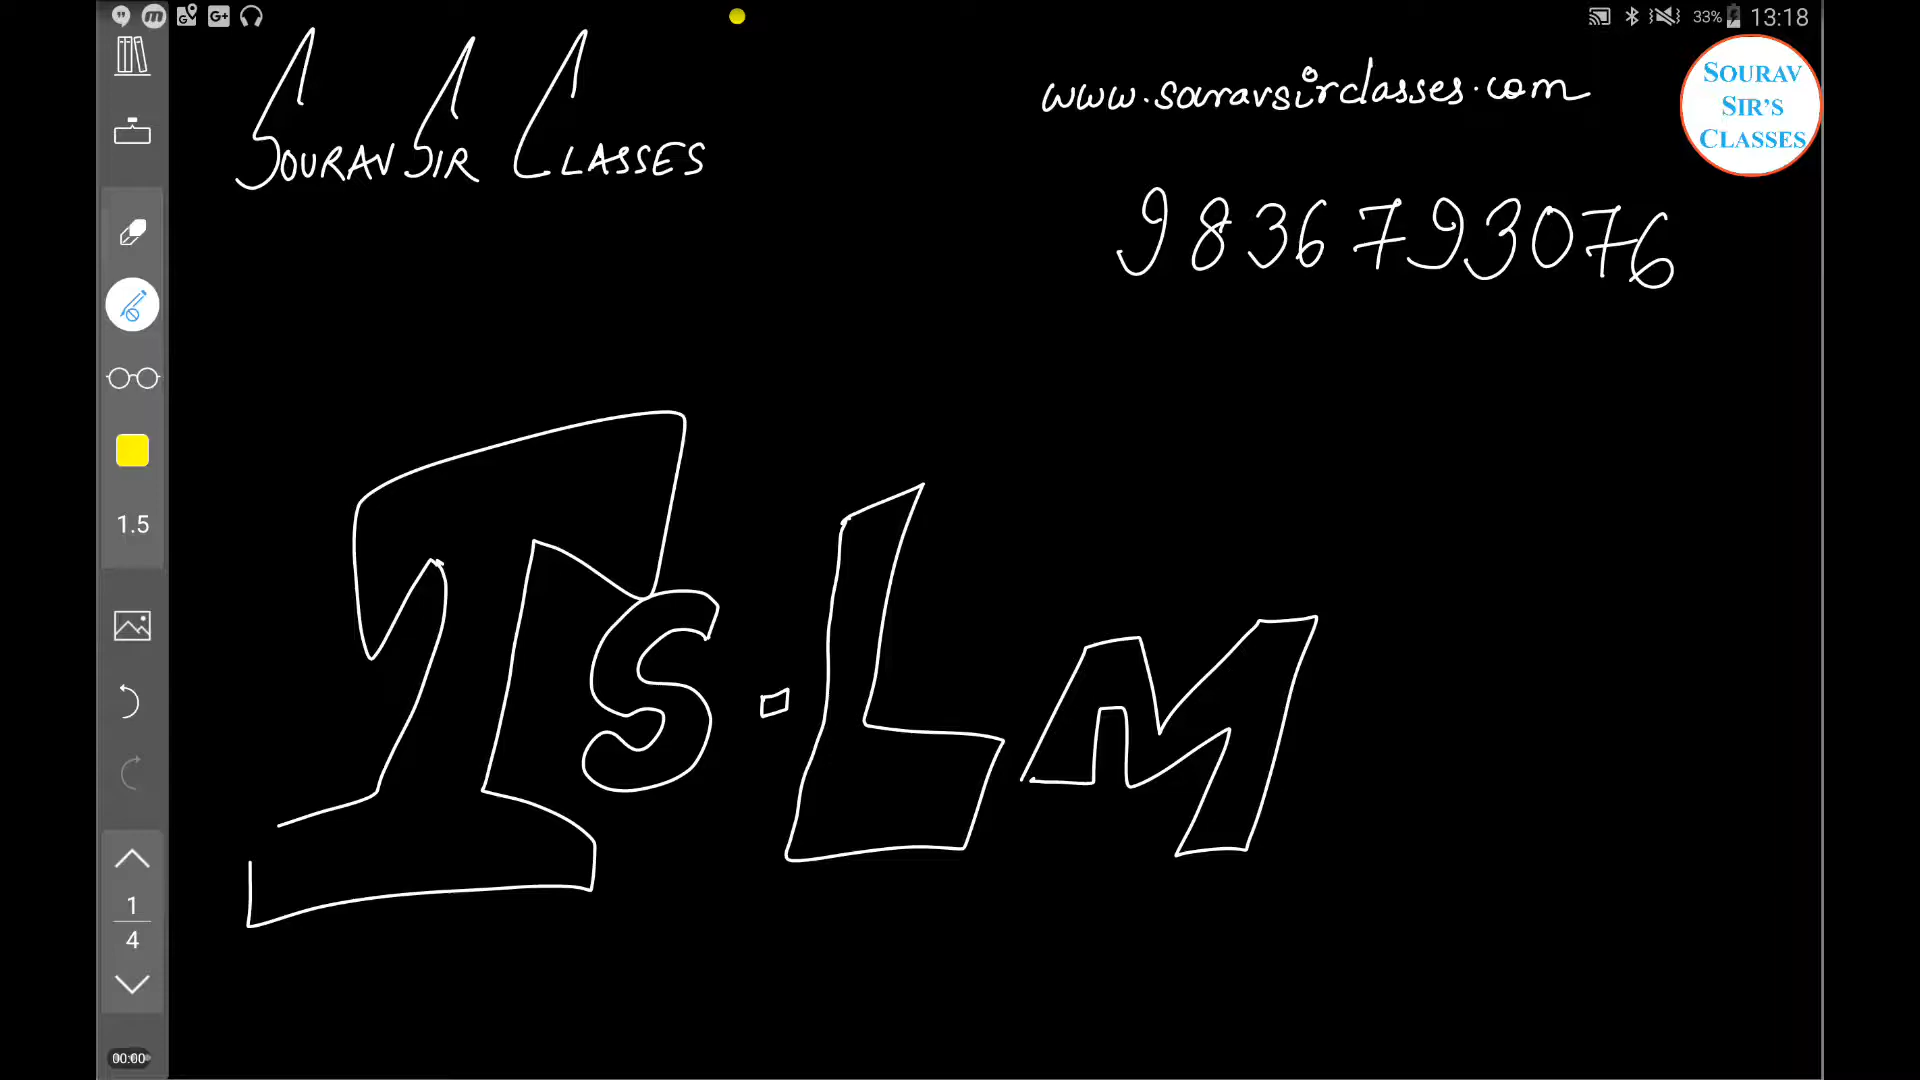 13:18
33%
SOURAV SIR CLASSES
www.souravsirclasses.com
SOURAV
SIR'S
CLASSES
9836793076
1.5
IS-LM
1
4
00:00